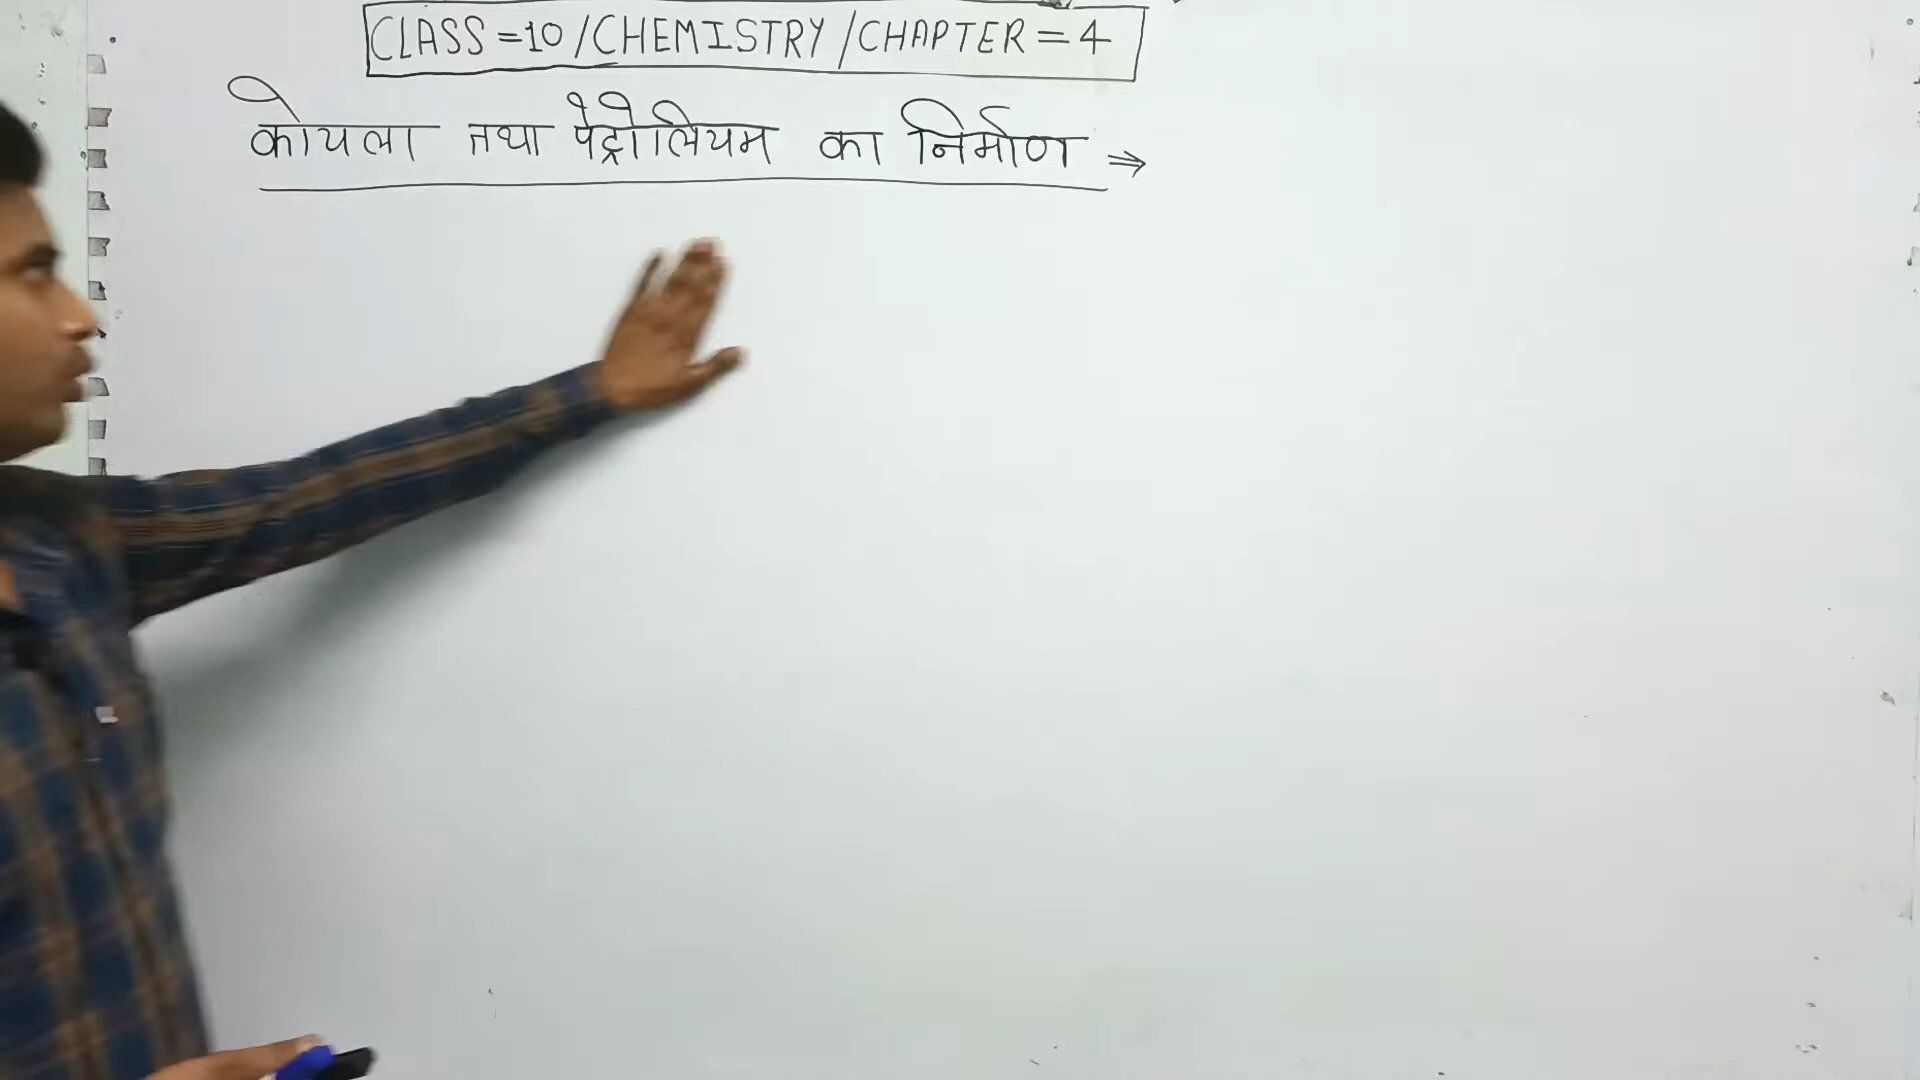 CLASS=10/CHEMISTRY/CHAPTER=4
कोयला तथा पेट्रोलियम का निर्माण ⇒